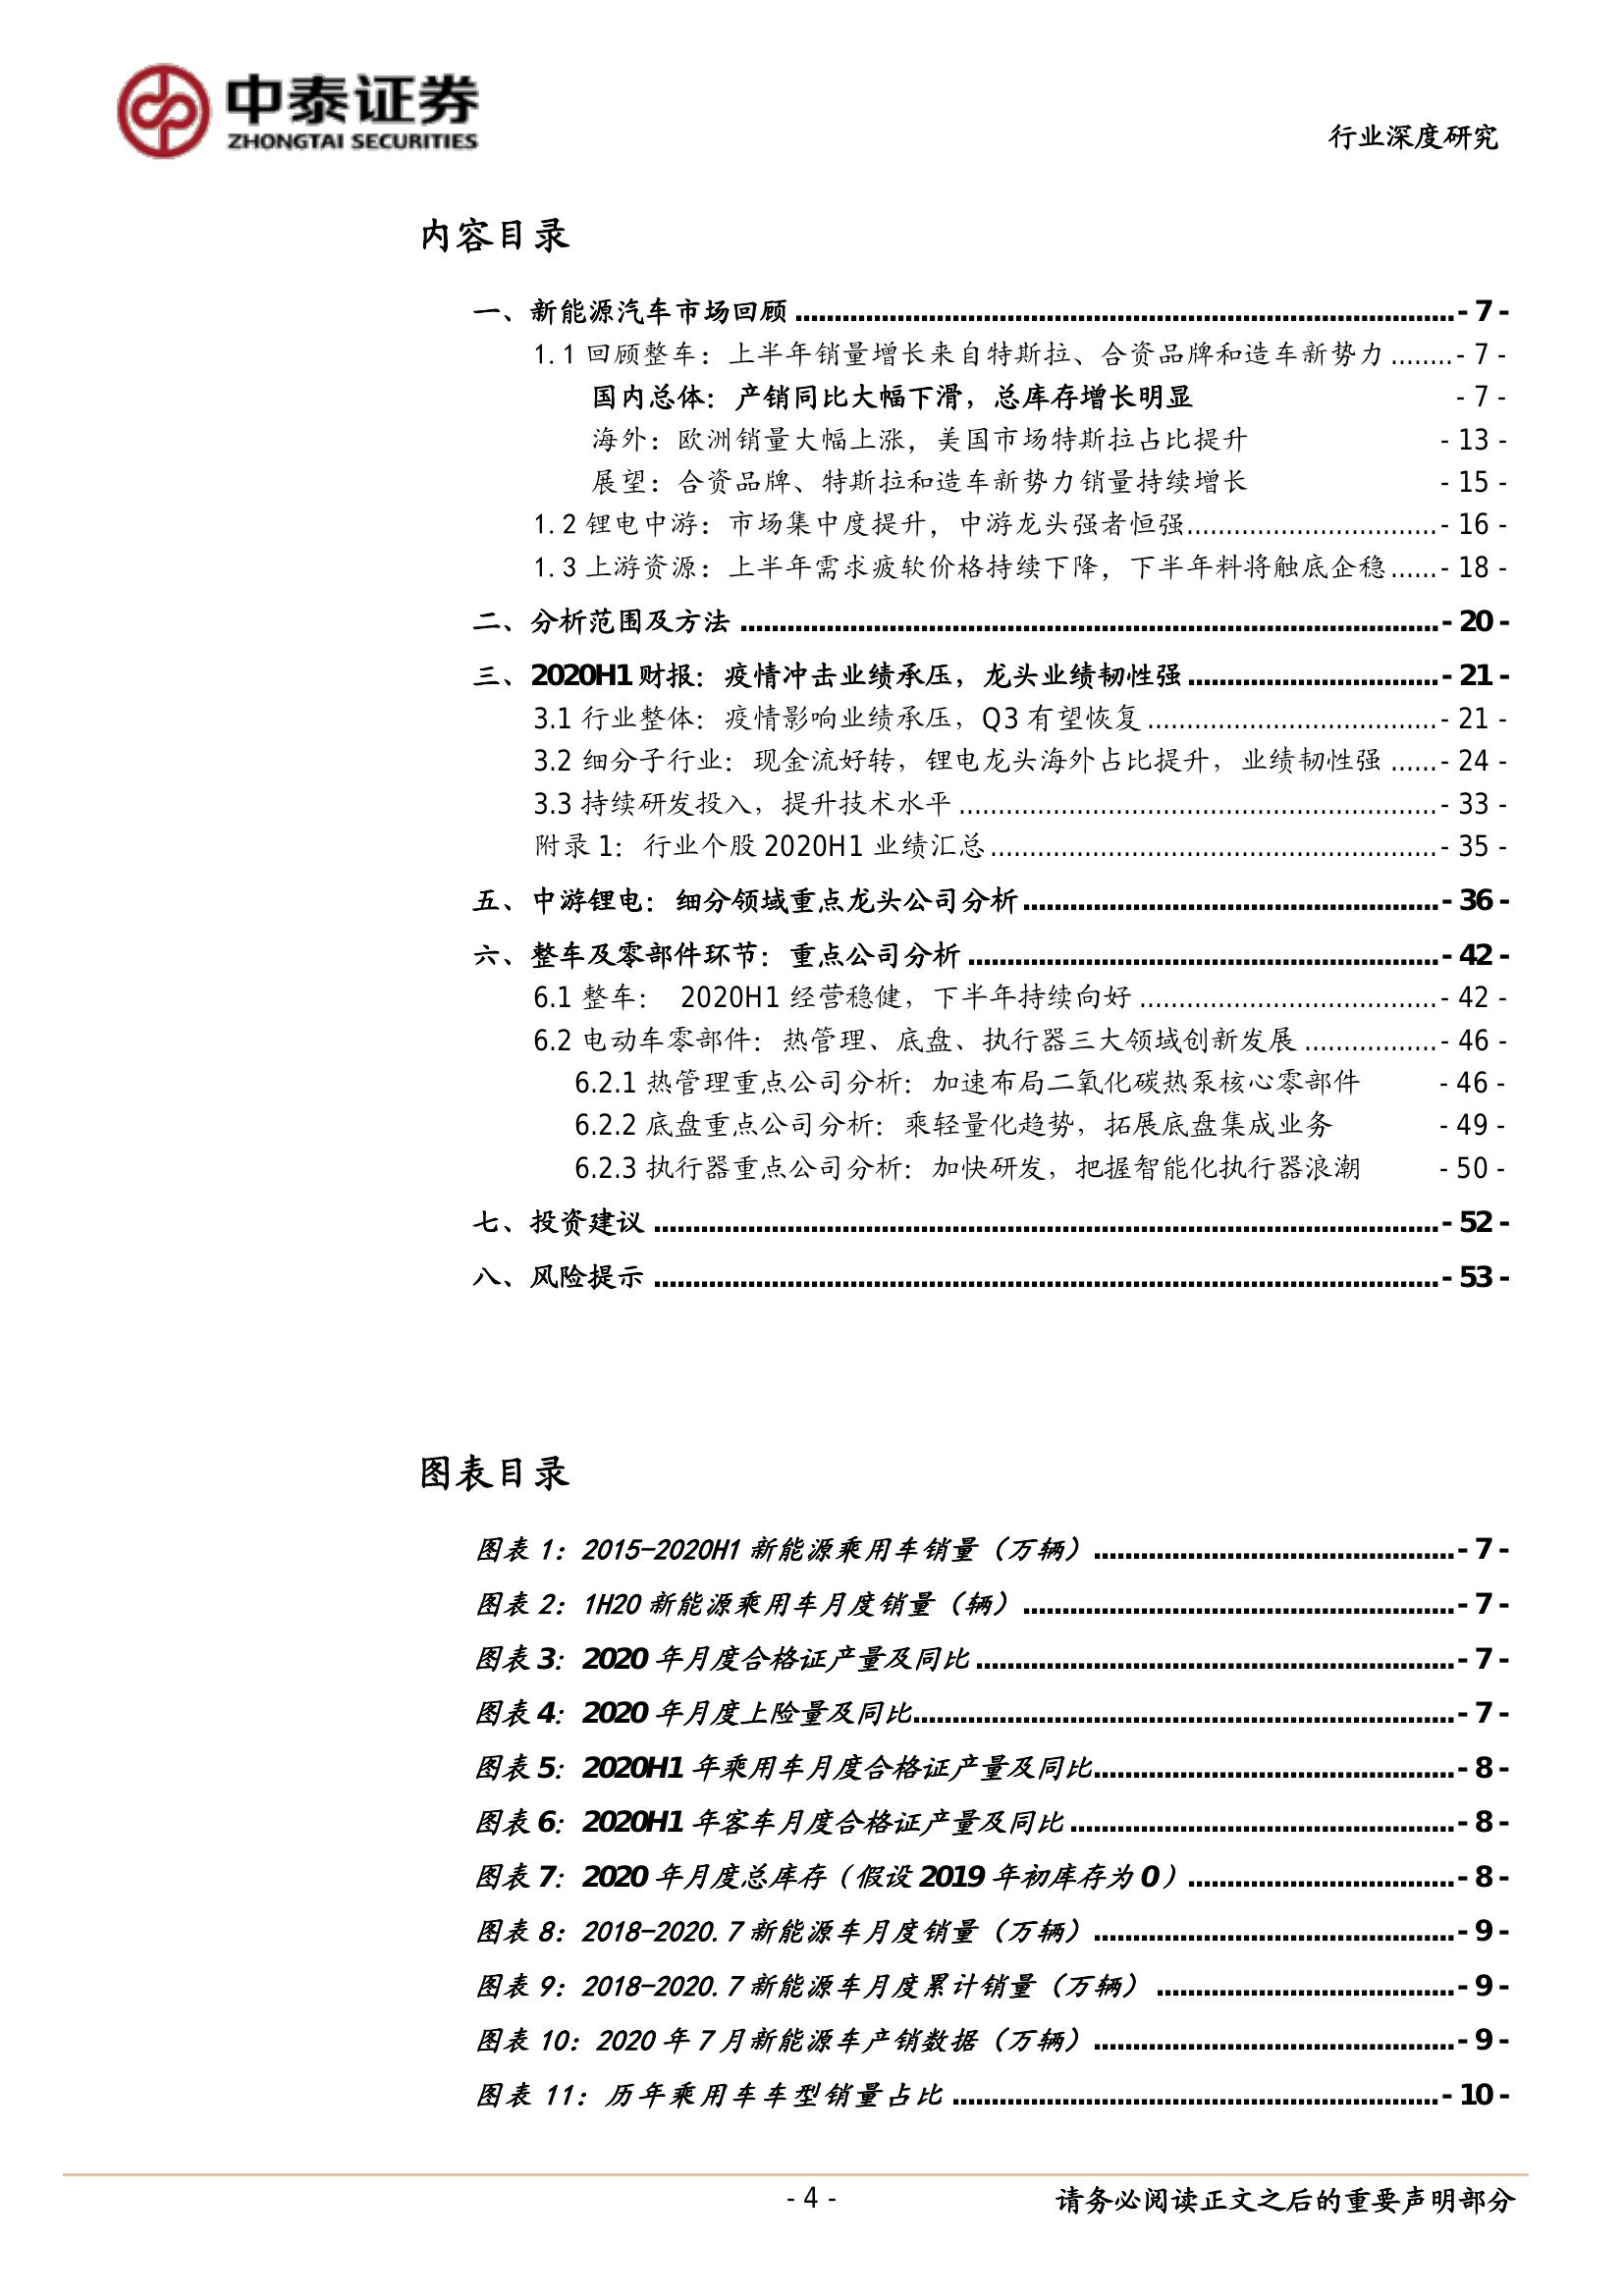 中泰证券
ZHONGTAI SECURITIES
行业深度研究
内容目录
一、新能源汽车市场回顾 ........................................................................ - 7 -
1.1 回顾整车：上半年销量增长来自特斯拉、合资品牌和造车新势力 ........ - 7 -
国内总体：产销同比大幅下滑，总库存增长明显 - 7 -
海外：欧洲销量大幅上涨，美国市场特斯拉占比提升 - 13 -
展望：合资品牌、特斯拉和造车新势力销量持续增长 - 15 -
1.2 锂电中游：市场集中度提升，中游龙头强者恒强................................ - 16 -
1.3 上游资源：上半年需求疲软价格持续下降，下半年料将触底企稳...... - 18 -
二、分析范围及方法 ........................................................................ - 20 -
三、2020H1 财报：疫情冲击业绩承压，龙头业绩韧性强 ................................ - 21 -
3.1 行业整体：疫情影响业绩承压，Q3 有望恢复 .................................... - 21 -
3.2 细分子行业：现金流好转，锂电龙头海外占比提升，业绩韧性强 ...... - 24 -
3.3 持续研发投入，提升技术水平 ............................................................ - 33 -
附录 1：行业个股 2020H1 业绩汇总......................................................... - 35 -
五、中游锂电：细分领域重点龙头公司分析..................................................... - 36 -
六、整车及零部件环节：重点公司分析 ............................................................ - 42 -
6.1 整车： 2020H1 经营稳健，下半年持续向好 ...................................... - 42 -
6.2 电动车零部件：热管理、底盘、执行器三大领域创新发展 ................. - 46 -
6.2.1 热管理重点公司分析：加速布局二氧化碳热泵核心零部件 - 46 -
6.2.2 底盘重点公司分析：乘轻量化趋势，拓展底盘集成业务 - 49 -
6.2.3 执行器重点公司分析：加快研发，把握智能化执行器浪潮 - 50 -
七、投资建议 .................................................................................... - 52 -
八、风险提示 .................................................................................... - 53 -
图表目录
图表 1：2015-2020H1 新能源乘用车销量（万辆）.............................................. - 7 -
图表 2：1H20 新能源乘用车月度销量（辆）....................................................... - 7 -
图表 3：2020 年月度合格证产量及同比 ............................................................. - 7 -
图表 4：2020 年月度上险量及同比..................................................................... - 7 -
图表 5：2020H1 年乘用车月度合格证产量及同比.............................................. - 8 -
图表 6：2020H1 年客车月度合格证产量及同比 ................................................. - 8 -
图表 7：2020 年月度总库存（假设 2019 年初库存为 0）.................................. - 8 -
图表 8：2018-2020.7 新能源车月度销量（万辆）.............................................. - 9 -
图表 9：2018-2020.7 新能源车月度累计销量（万辆） ...................................... - 9 -
图表 10：2020 年 7 月新能源车产销数据（万辆）.............................................. - 9 -
图表 11：历年乘用车车型销量占比 .............................................................. - 10 -
- 4 -
请务必阅读正文之后的重要声明部分